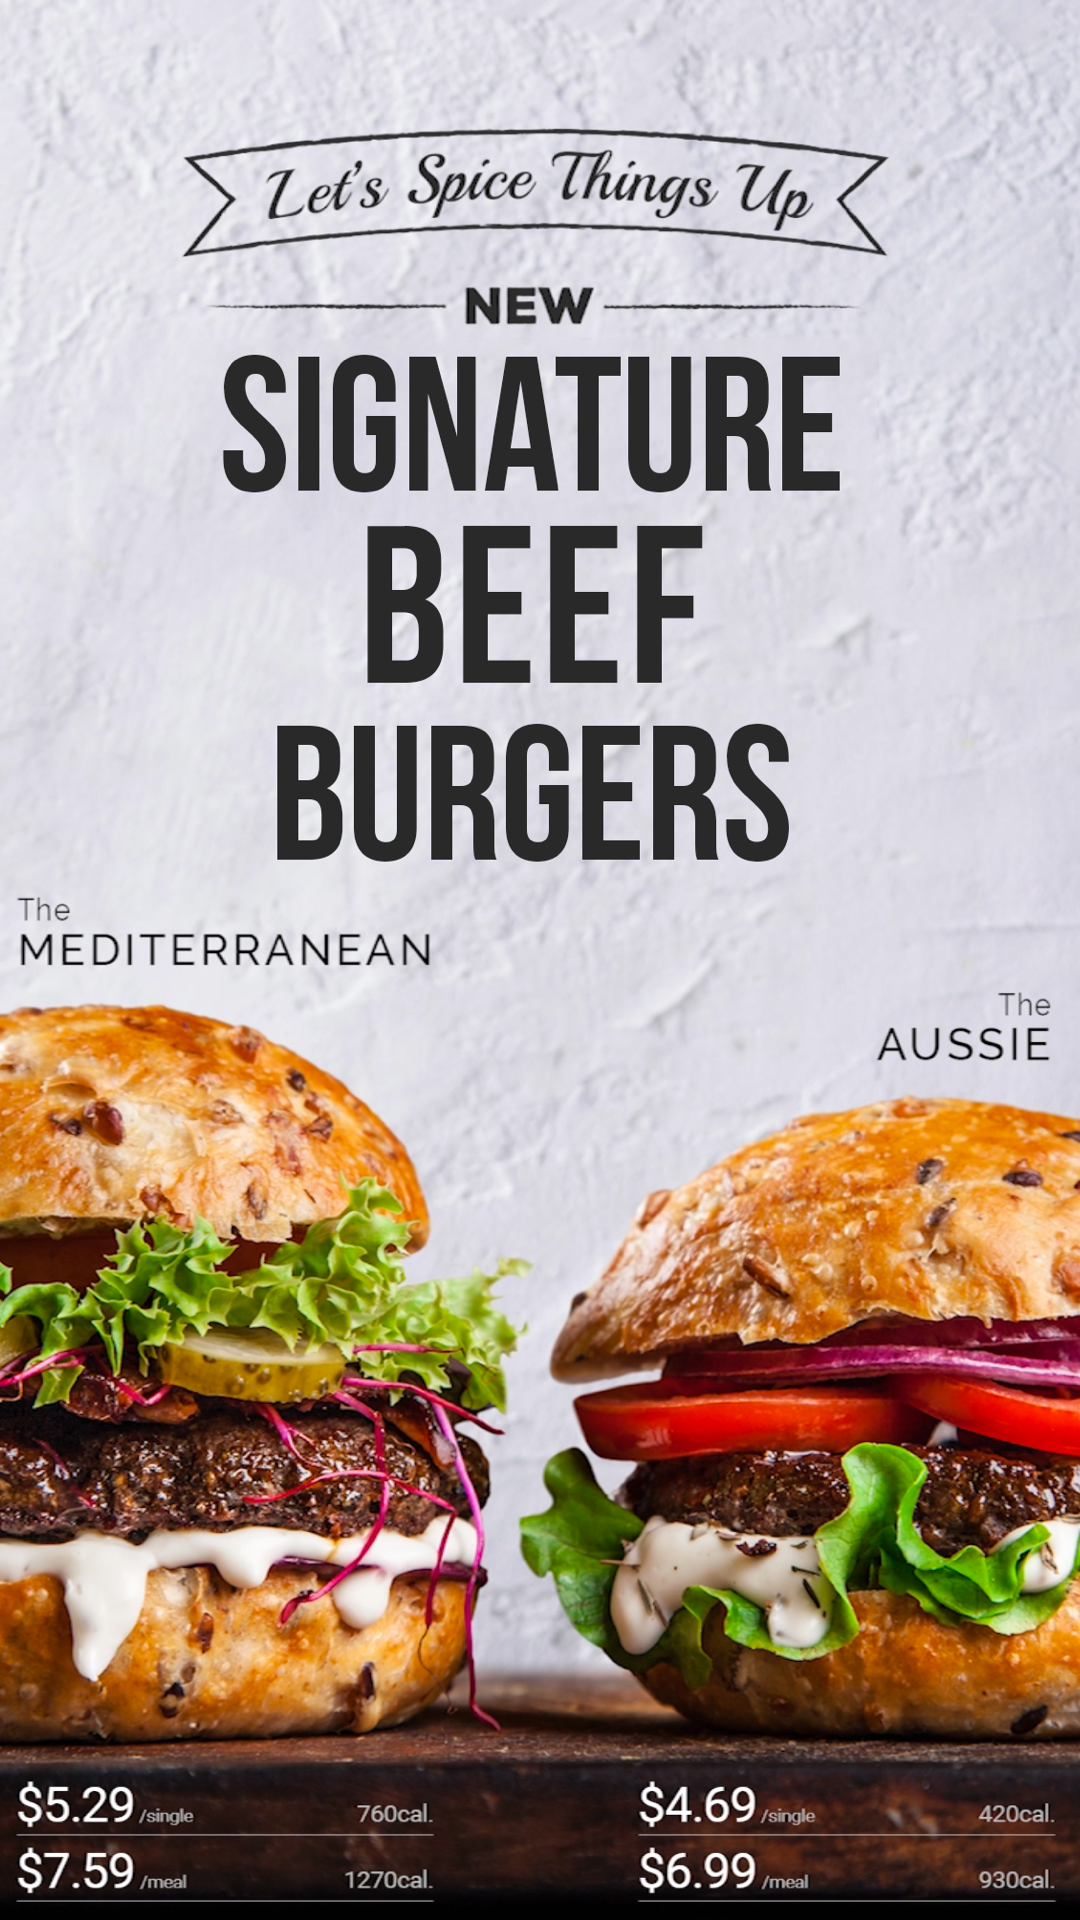 Let's Spice Things Up
NEW
SIGNATURE
BEEF
BURGERS
The
MEDITERRANEAN
The
AUSSIE
$5.29 /single 760cal.
$7.59 /meal 1270cal.
$4.69 /single 420cal.
$6.99 /meal 930cal.